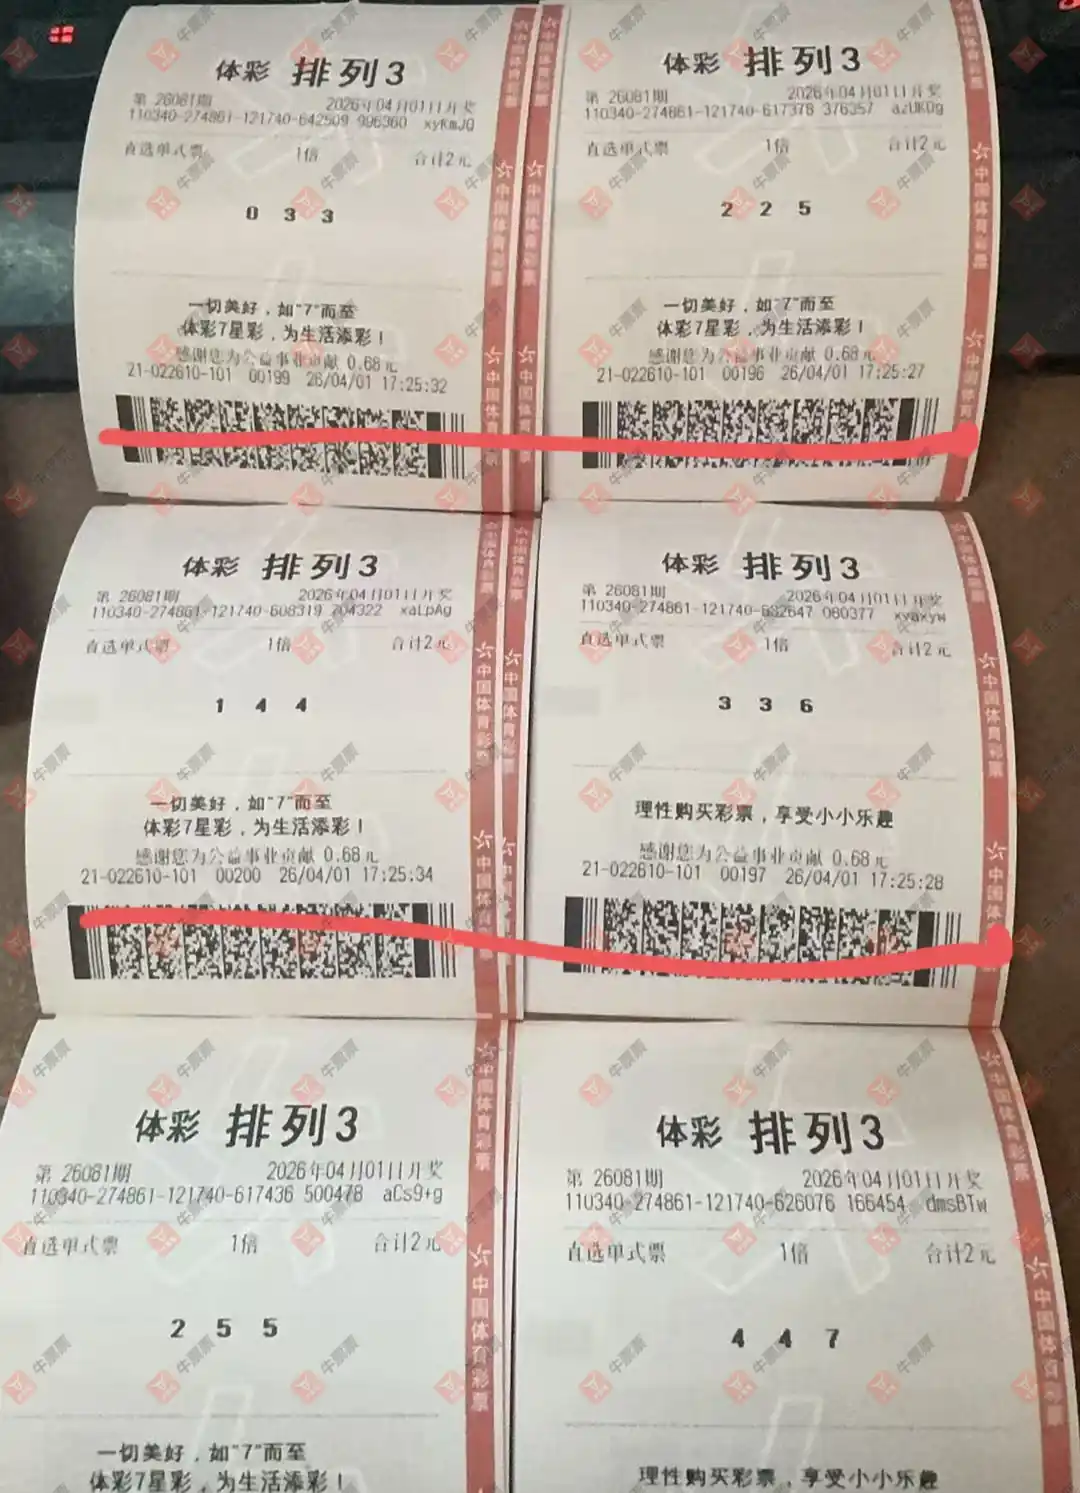 体彩 排列3
第 26081期 2026年04月01日开奖
110340-274861-121740-642509 996360 xyKmJQ
直选单式票 1倍 合计2元
0 3 3
一切美好，如"7"而至
体彩7星彩，为生活添彩！
感谢您为公益事业贡献 0.68元
21-022610-101 00199 26/04/01 17:25:32
体彩 排列3
第 26081期 2026年04月01日开奖
110340-274861-121740-617378 376357 azUKDg
直选单式票 1倍 合计2元
2 2 5
一切美好，如"7"而至
体彩7星彩，为生活添彩！
感谢您为公益事业贡献 0.68元
21-022610-101 00196 26/04/01 17:25:27
体彩 排列3
第 26081期 2026年04月01日开奖
110340-274861-121740-608319 704322 xaLpAg
直选单式票 1倍 合计2元
1 4 4
一切美好，如"7"而至
体彩7星彩，为生活添彩！
感谢您为公益事业贡献 0.68元
21-022610-101 00200 26/04/01 17:25:34
体彩 排列3
第 26081期 2026年04月01日开奖
110340-274861-121740-632647 080377 xvaxyw
直选单式票 1倍 合计2元
3 3 6
理性购买彩票，享受小小乐趣
感谢您为公益事业贡献 0.68元
21-022610-101 00197 26/04/01 17:25:28
体彩 排列3
第 26081期 2026年04月01日开奖
110340-274861-121740-617436 500478 aCs9+g
直选单式票 1倍 合计2元
2 5 5
一切美好，如"7"而至
体彩7星彩，为生活添彩！
体彩 排列3
第 26081期 2026年04月01日开奖
110340-274861-121740-626076 166454 dmsBTw
直选单式票 1倍 合计2元
4 4 7
理性购买彩票，享受小小乐趣
中国体育彩票
牛票票